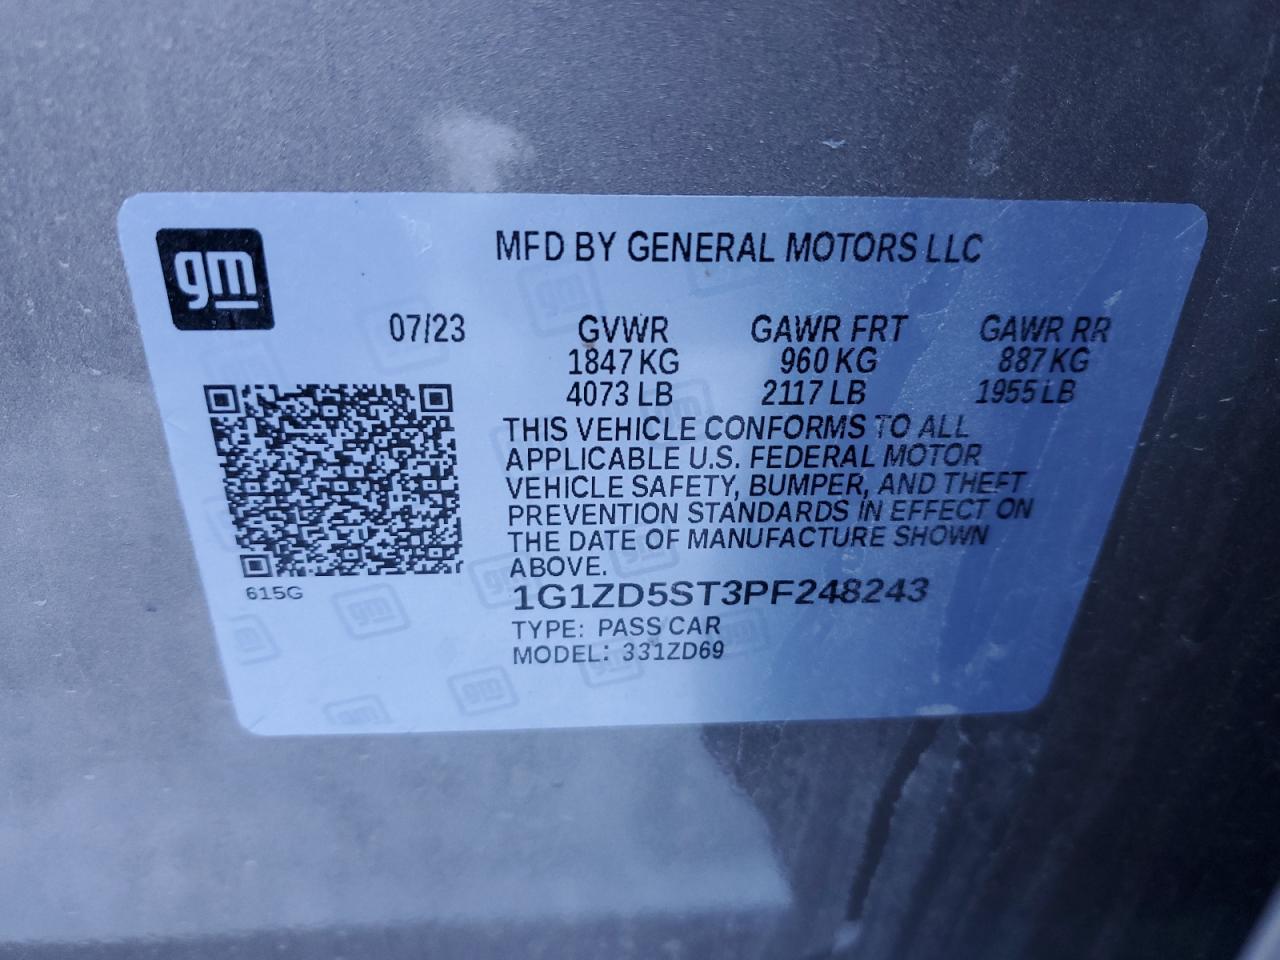 gm
MFD BY GENERAL MOTORS LLC
07/23 GVWR GAWR FRT GAWR RR
1847 KG 960 KG 887 KG
4073 LB 2117 LB 1955 LB
THIS VEHICLE CONFORMS TO ALL
APPLICABLE U.S. FEDERAL MOTOR
VEHICLE SAFETY, BUMPER, AND THEFT
PREVENTION STANDARDS IN EFFECT ON
THE DATE OF MANUFACTURE SHOWN
ABOVE.
615G
1G1ZD5ST3PF248243
TYPE: PASS CAR
MODEL: 331ZD69